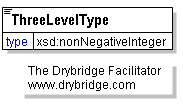 ThreeLevelType
type xsd:nonNegativeInteger
The Drybridge Facilitator
www.drybridge.com